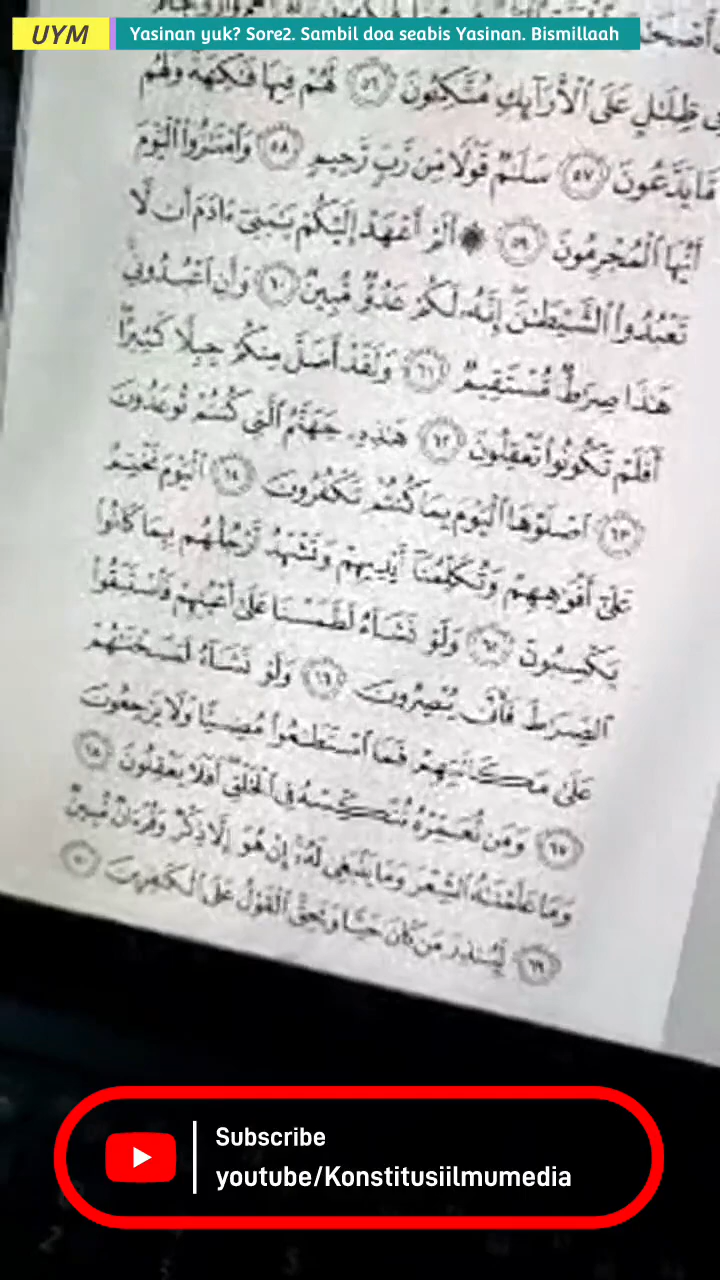 UYM
Yasinan yuk? Sore2. Sambil doa seabis Yasinan. Bismillaah
فِي ظِلَالٍ عَلَى ٱلْأَرَآئِكِ مُتَّكِـُٔونَ ٥٦ لَهُمْ فِيهَا فَٰكِهَةٌ وَلَهُم
مَّا يَدَّعُونَ ٥٧ سَلَٰمٌ قَوْلًا مِّن رَّبٍّ رَّحِيمٍ ٥٨ وَٱمْتَٰزُوا۟ ٱلْيَوْمَ
أَيُّهَا ٱلْمُجْرِمُونَ ٥٩ ۞ أَلَمْ أَعْهَدْ إِلَيْكُمْ يَٰبَنِىٓ ءَادَمَ أَن لَّا
تَعْبُدُوا۟ ٱلشَّيْطَٰنَ ۖ إِنَّهُۥ لَكُمْ عَدُوٌّ مُّبِينٌ ٦٠ وَأَنِ ٱعْبُدُونِى ۚ
هَٰذَا صِرَٰطٌ مُّسْتَقِيمٌ ٦١ وَلَقَدْ أَضَلَّ مِنكُمْ جِبِلًّا كَثِيرًا ۖ
أَفَلَمْ تَكُونُوا۟ تَعْقِلُونَ ٦٢ هَٰذِهِۦ جَهَنَّمُ ٱلَّتِى كُنتُمْ تُوعَدُونَ
٦٣ ٱصْلَوْهَا ٱلْيَوْمَ بِمَا كُنتُمْ تَكْفُرُونَ ٦٤ ٱلْيَوْمَ نَخْتِمُ
عَلَىٰٓ أَفْوَٰهِهِمْ وَتُكَلِّمُنَآ أَيْدِيهِمْ وَتَشْهَدُ أَرْجُلُهُم بِمَا كَانُوا۟
يَكْسِبُونَ ٦٥ وَلَوْ نَشَآءُ لَطَمَسْنَا عَلَىٰٓ أَعْيُنِهِمْ فَٱسْتَبَقُوا۟
ٱلصِّرَٰطَ فَأَنَّىٰ يُبْصِرُونَ ٦٦ وَلَوْ نَشَآءُ لَمَسَخْنَٰهُمْ
عَلَىٰ مَكَانَتِهِمْ فَمَا ٱسْتَطَٰعُوا۟ مُضِيًّا وَلَا يَرْجِعُونَ
٦٧ وَمَن نُّعَمِّرْهُ نُنَكِّسْهُ فِى ٱلْخَلْقِ ۖ أَفَلَا يَعْقِلُونَ ٦٨
وَمَا عَلَّمْنَٰهُ ٱلشِّعْرَ وَمَا يَنۢبَغِى لَهُۥٓ ۚ إِنْ هُوَ إِلَّا ذِكْرٌ وَقُرْءَانٌ مُّبِينٌ
٦٩ لِّيُنذِرَ مَن كَانَ حَيًّا وَيَحِقَّ ٱلْقَوْلُ عَلَى ٱلْكَٰفِرِينَ ٧٠
Subscribe
youtube/Konstitusiilmumedia